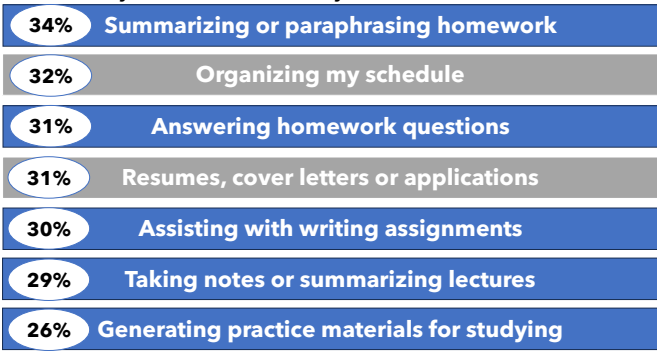 34% Summarizing or paraphrasing homework
32% Organizing my schedule
31% Answering homework questions
31% Resumes, cover letters or applications
30% Assisting with writing assignments
29% Taking notes or summarizing lectures
26% Generating practice materials for studying